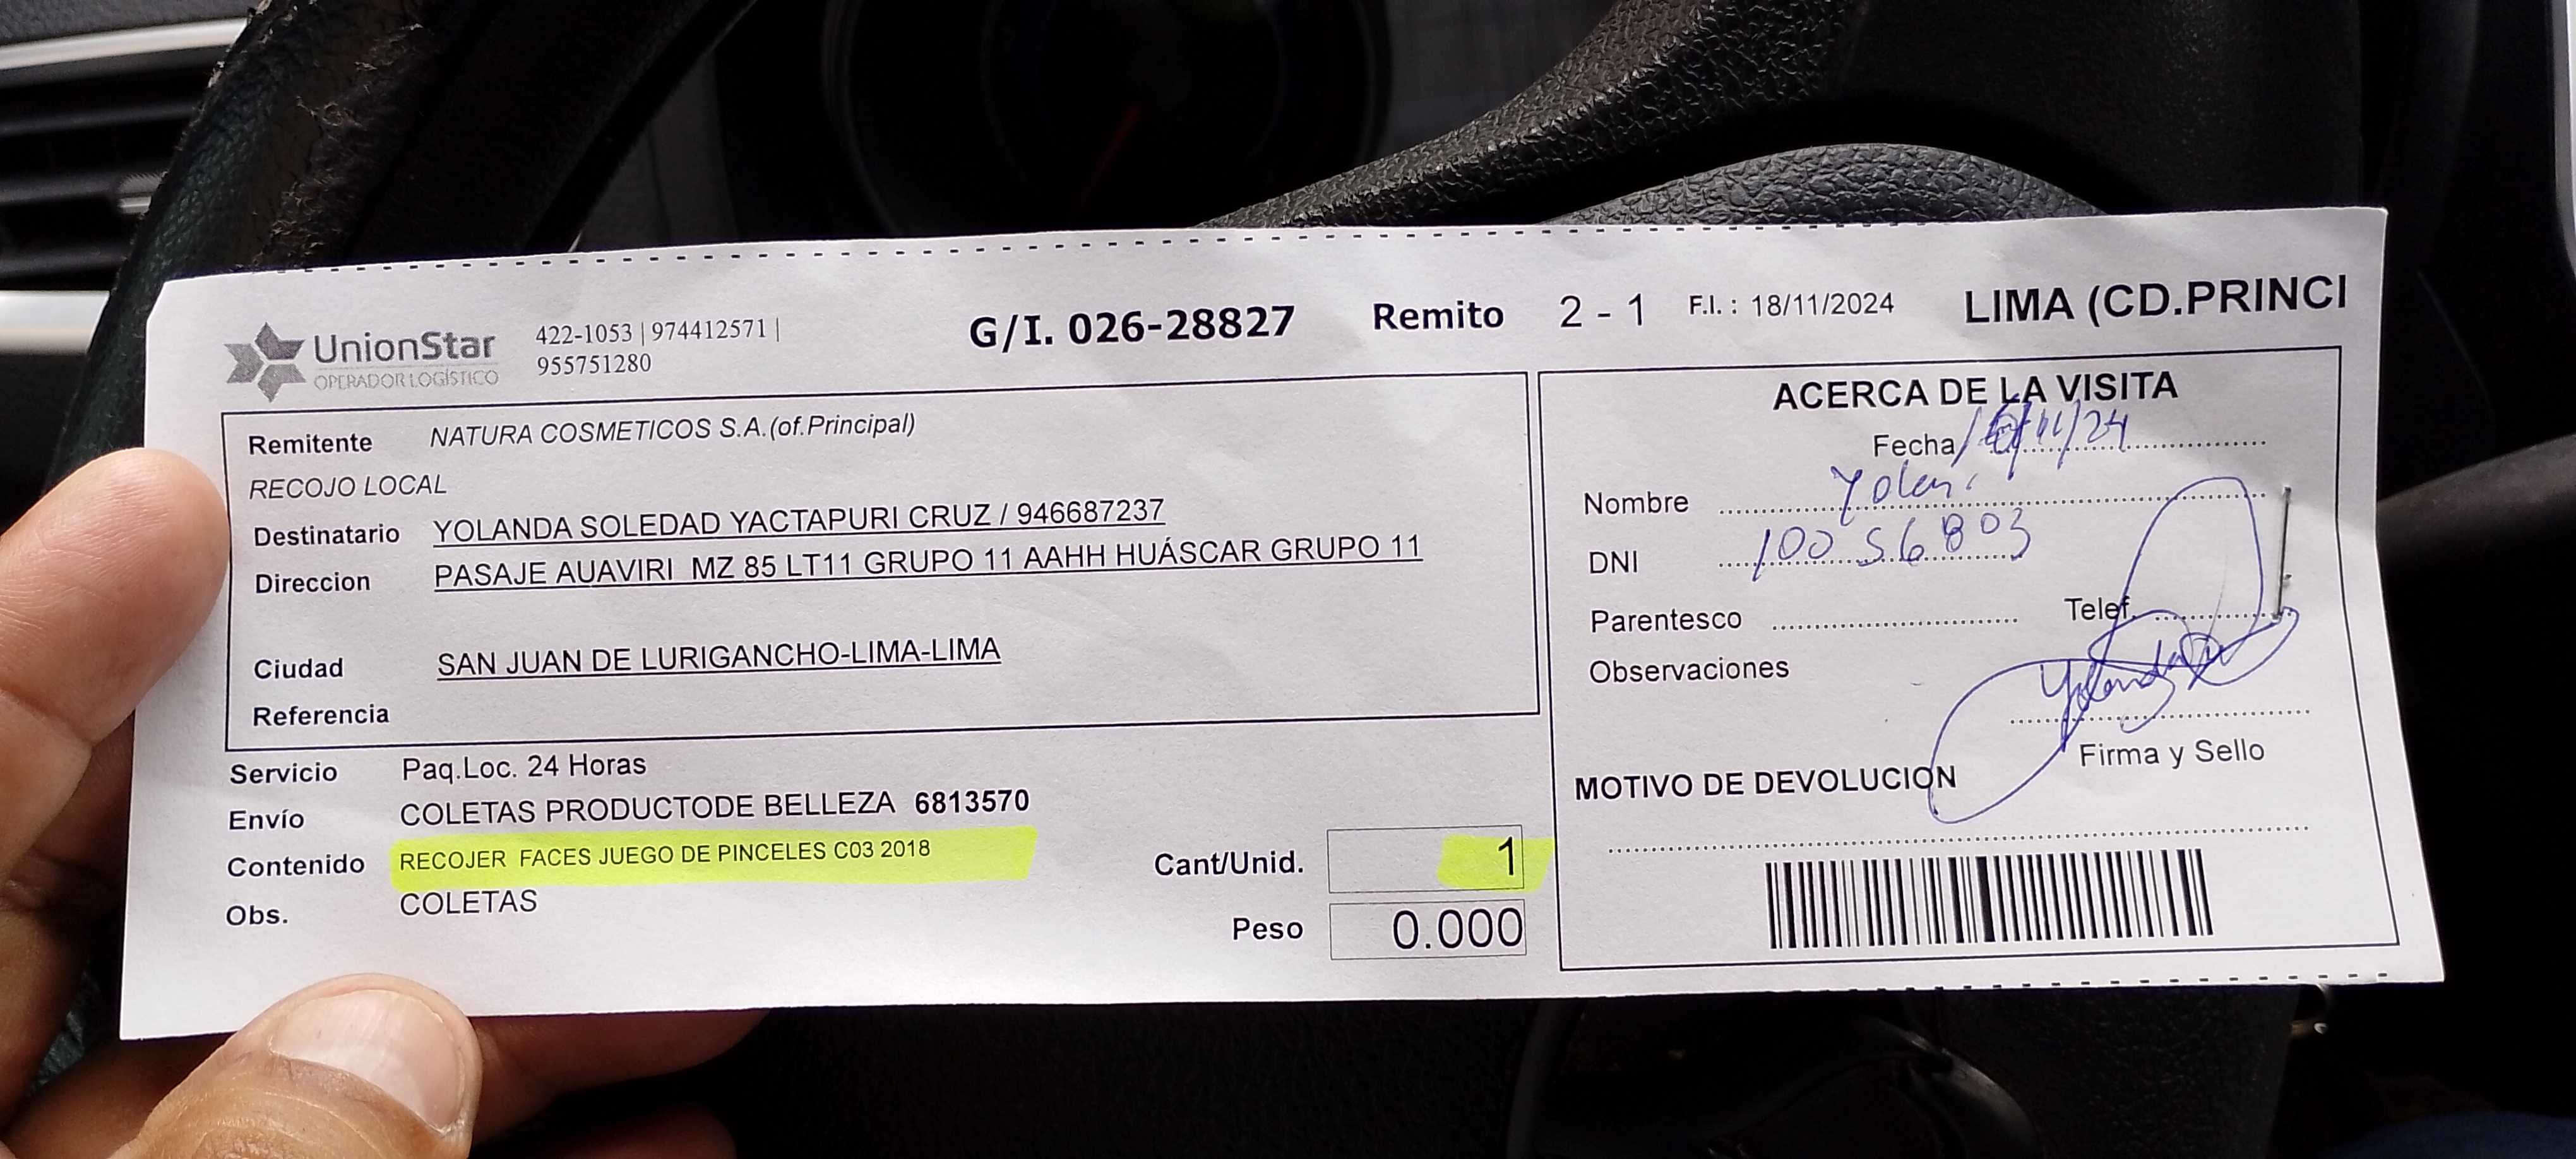 UnionStar
OPERADOR LOGÍSTICO
422-1053 | 974412571 |
955751280
G/I. 026-28827 Remito 2 - 1 F.I. : 18/11/2024 LIMA (CD.PRINCI
Remitente NATURA COSMETICOS S.A.(of.Principal)
RECOJO LOCAL
Destinatario YOLANDA SOLEDAD YACTAPURI CRUZ / 946687237
Direccion PASAJE AUAVIRI MZ 85 LT11 GRUPO 11 AAHH HUÁSCAR GRUPO 11
Ciudad SAN JUAN DE LURIGANCHO-LIMA-LIMA
Referencia
Servicio Paq.Loc. 24 Horas
Envío COLETAS PRODUCTODE BELLEZA 6813570
Contenido RECOJER FACES JUEGO DE PINCELES C03 2018
Obs. COLETAS
Cant/Unid. 1
Peso 0.000
ACERCA DE LA VISITA
Fecha
Nombre
DNI 10056803
Parentesco Telef.
Observaciones
Yolanda
Firma y Sello
MOTIVO DE DEVOLUCION